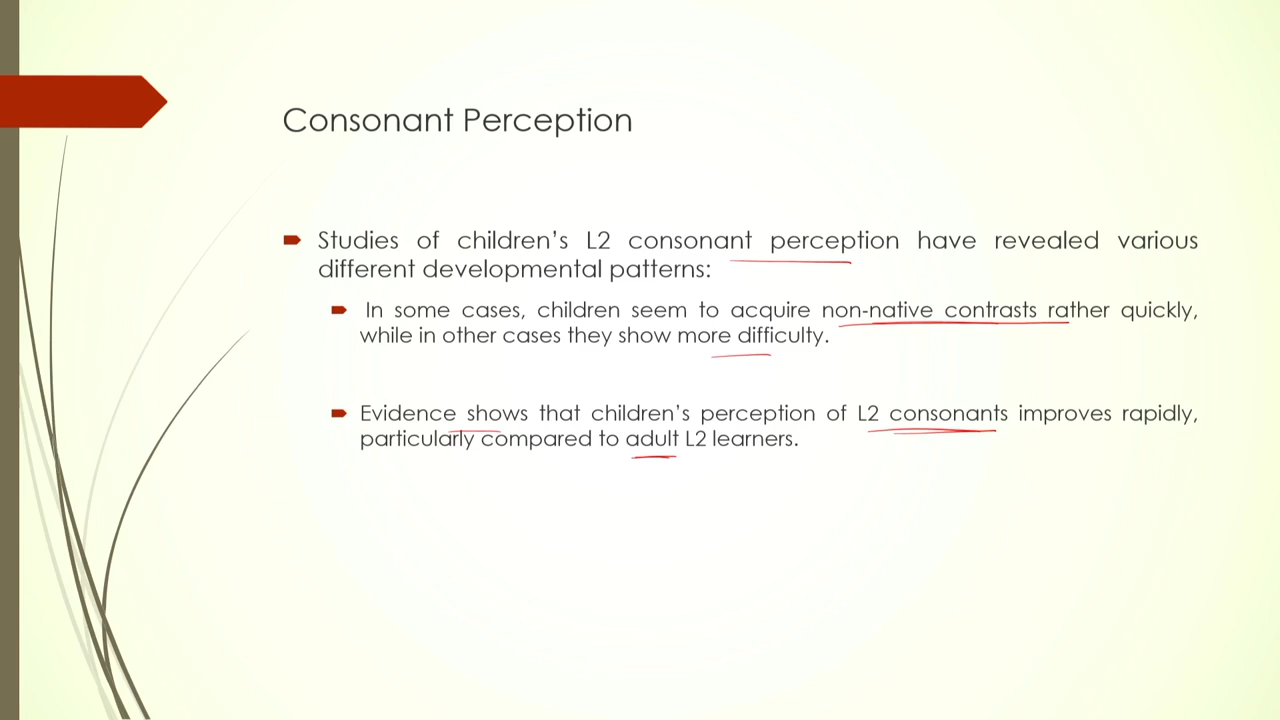 Consonant Perception
Studies of children's L2 consonant perception have revealed various
different developmental patterns:
In some cases, children seem to acquire non-native contrasts rather quickly,
while in other cases they show more difficulty.
Evidence shows that children's perception of L2 consonants improves rapidly,
particularly compared to adult L2 learners.